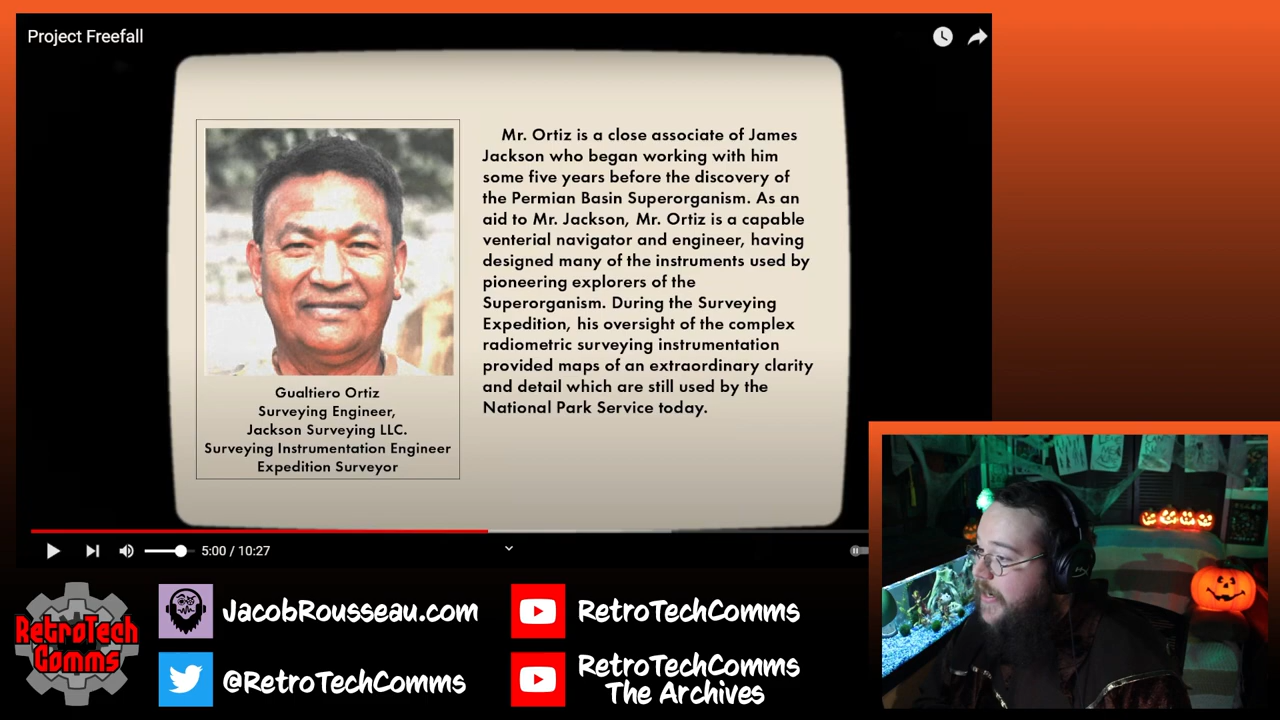 Project Freefall
Mr. Ortiz is a close associate of James
Jackson who began working with him
some five years before the discovery of
the Permian Basin Superorganism. As an
aid to Mr. Jackson, Mr. Ortiz is a capable
venterial navigator and engineer, having
designed many of the instruments used by
pioneering explorers of the
Superorganism. During the Surveying
Expedition, his oversight of the complex
radiometric surveying instrumentation
provided maps of an extraordinary clarity
and detail which are still used by the
National Park Service today.
Gualtiero Ortiz
Surveying Engineer,
Jackson Surveying LLC.
Surveying Instrumentation Engineer
Expedition Surveyor
5:00 / 10:27
RetroTech
Comms
JacobRousseau.com
@RetroTechComms
RetroTechComms
RetroTechComms
The Archives